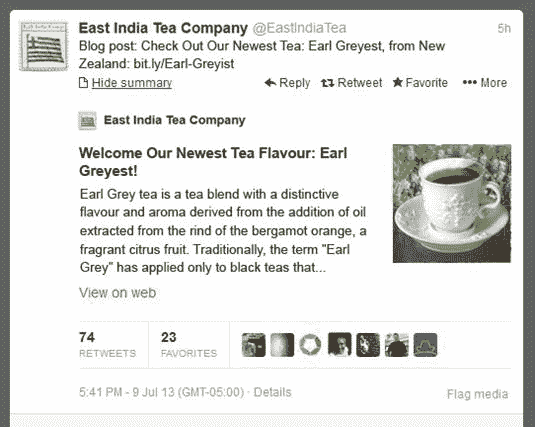 East India Tea Company @EastIndiaTea 5h
Blog post: Check Out Our Newest Tea: Earl Greyest, from New
Zealand: bit.ly/Earl-Greyist
Hide summary Reply Retweet Favorite More
East India Tea Company
Welcome Our Newest Tea Flavour: Earl
Greyest!
Earl Grey tea is a tea blend with a distinctive
flavour and aroma derived from the addition of oil
extracted from the rind of the bergamot orange, a
fragrant citrus fruit. Traditionally, the term "Earl
Grey" has applied only to black teas that...
View on web
74 23
RETWEETS FAVORITES
5:41 PM - 9 Jul 13 (GMT-05:00) · Details Flag media